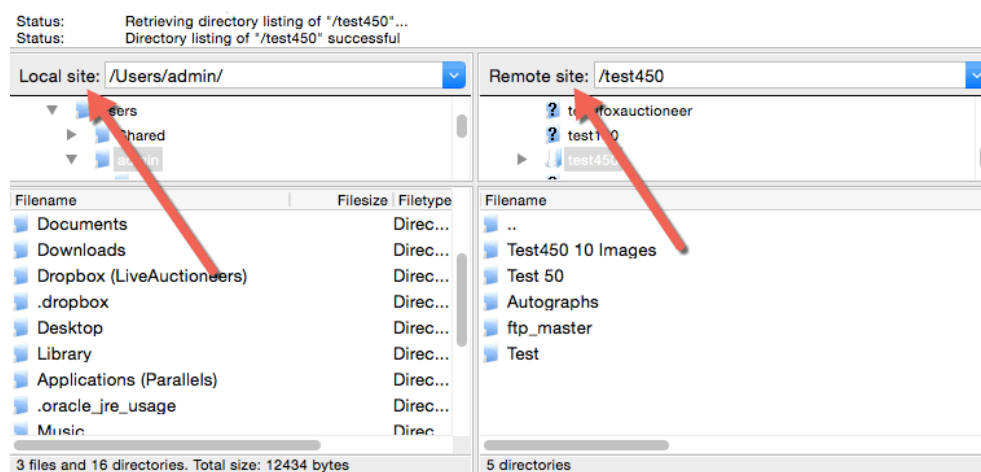 Status: Retrieving directory listing of "/test450"...
Status: Directory listing of "/test450" successful
Local site: /Users/admin/
Shared
admin
Filename Filesize Filetype
Documents Direc...
Downloads Direc...
Dropbox (LiveAuctioneers) Direc...
.dropbox Direc...
Desktop Direc...
Library Direc...
Applications (Parallels) Direc...
.oracle_jre_usage Direc...
Music Direc
3 files and 16 directories. Total size: 12434 bytes
Remote site: /test450
test450
Filename
..
Test450 10 Images
Test 50
Autographs
ftp_master
Test
5 directories